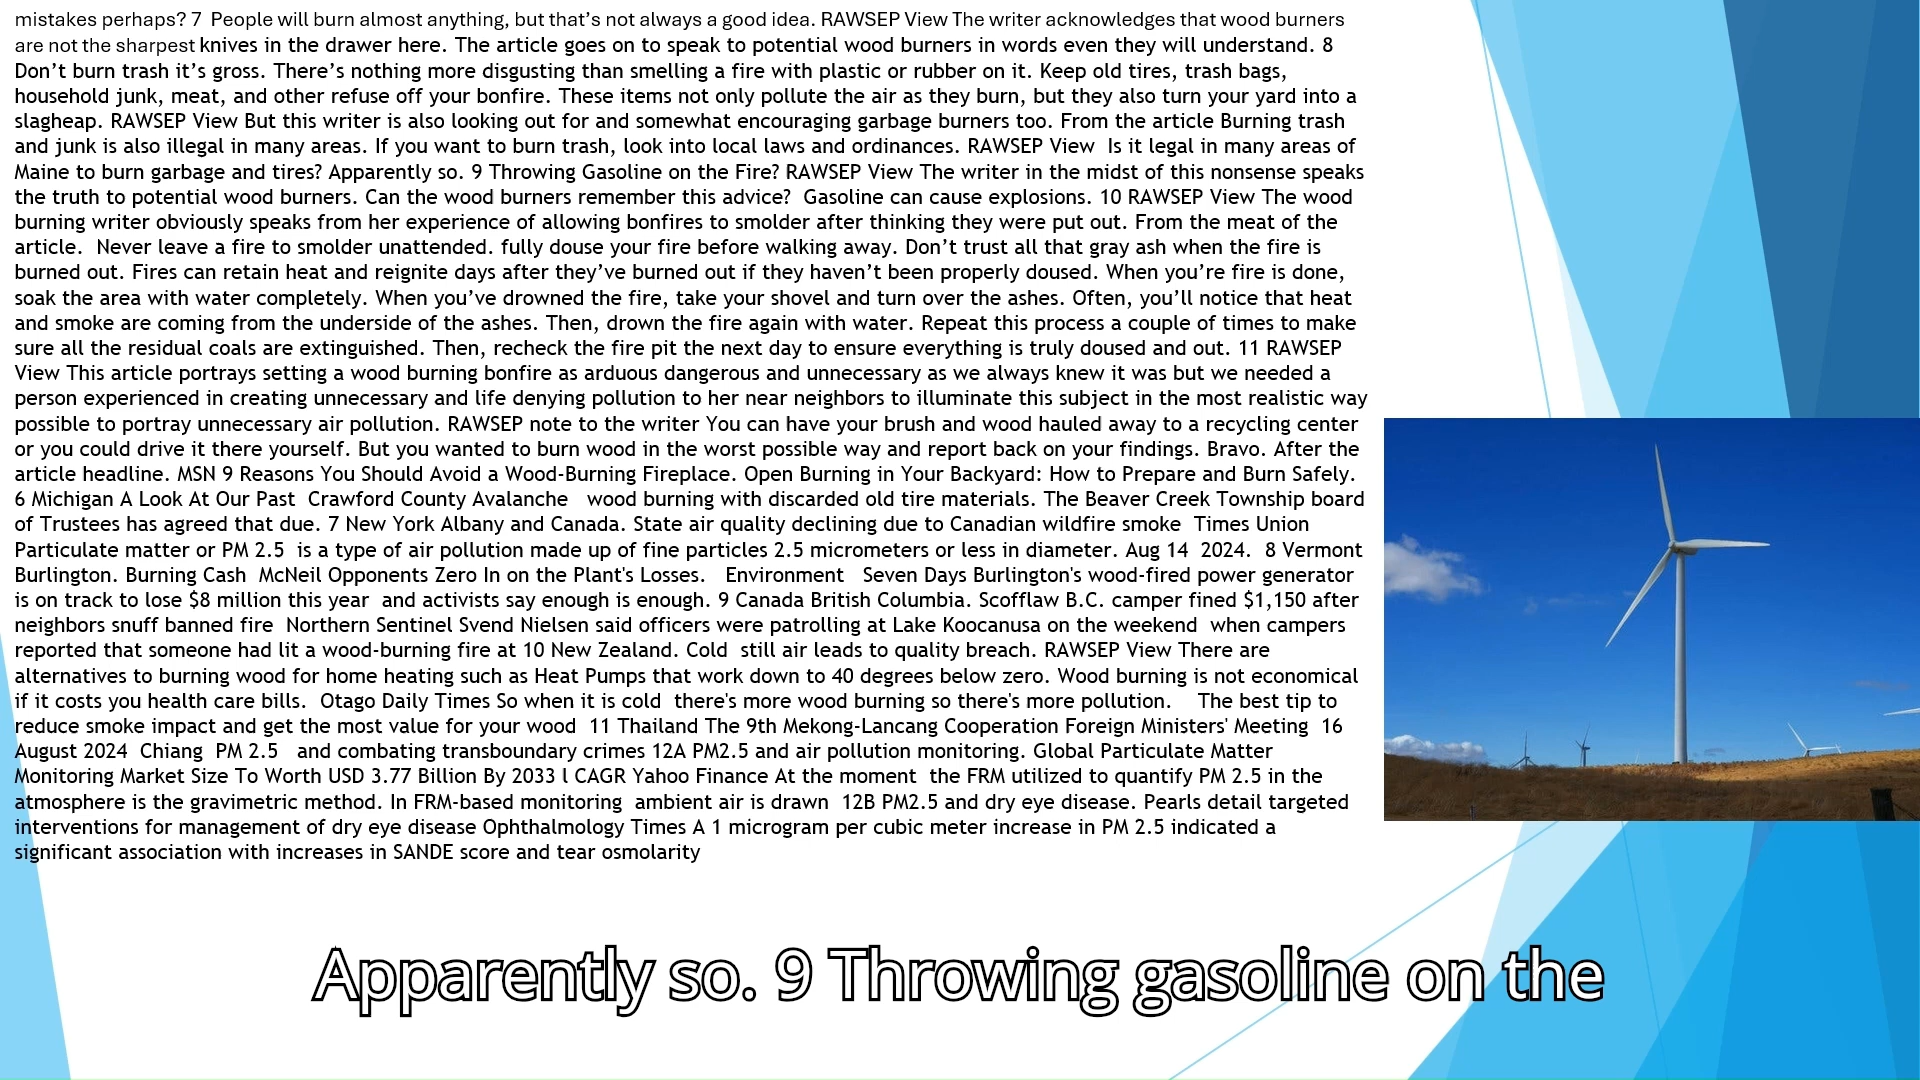 mistakes perhaps? 7  People will burn almost anything, but that’s not always a good idea. RAWSEP View The writer acknowledges that wood burners
are not the sharpest knives in the drawer here. The article goes on to speak to potential wood burners in words even they will understand. 8
Don’t burn trash it’s gross. There’s nothing more disgusting than smelling a fire with plastic or rubber on it. Keep old tires, trash bags,
household junk, meat, and other refuse off your bonfire. These items not only pollute the air as they burn, but they also turn your yard into a
slagheap. RAWSEP View But this writer is also looking out for and somewhat encouraging garbage burners too. From the article Burning trash
and junk is also illegal in many areas. If you want to burn trash, look into local laws and ordinances. RAWSEP View  Is it legal in many areas of
Maine to burn garbage and tires? Apparently so. 9 Throwing Gasoline on the Fire? RAWSEP View The writer in the midst of this nonsense speaks
the truth to potential wood burners. Can the wood burners remember this advice?  Gasoline can cause explosions. 10 RAWSEP View The wood
burning writer obviously speaks from her experience of allowing bonfires to smolder after thinking they were put out. From the meat of the
article.  Never leave a fire to smolder unattended. fully douse your fire before walking away. Don’t trust all that gray ash when the fire is
burned out. Fires can retain heat and reignite days after they’ve burned out if they haven’t been properly doused. When you’re fire is done,
soak the area with water completely. When you’ve drowned the fire, take your shovel and turn over the ashes. Often, you’ll notice that heat
and smoke are coming from the underside of the ashes. Then, drown the fire again with water. Repeat this process a couple of times to make
sure all the residual coals are extinguished. Then, recheck the fire pit the next day to ensure everything is truly doused and out. 11 RAWSEP
View This article portrays setting a wood burning bonfire as arduous dangerous and unnecessary as we always knew it was but we needed a
person experienced in creating unnecessary and life denying pollution to her near neighbors to illuminate this subject in the most realistic way
possible to portray unnecessary air pollution. RAWSEP note to the writer You can have your brush and wood hauled away to a recycling center
or you could drive it there yourself. But you wanted to burn wood in the worst possible way and report back on your findings. Bravo. After the
article headline. MSN 9 Reasons You Should Avoid a Wood-Burning Fireplace. Open Burning in Your Backyard: How to Prepare and Burn Safely.
6 Michigan A Look At Our Past  Crawford County Avalanche   wood burning with discarded old tire materials. The Beaver Creek Township board
of Trustees has agreed that due. 7 New York Albany and Canada. State air quality declining due to Canadian wildfire smoke  Times Union
Particulate matter or PM 2.5  is a type of air pollution made up of fine particles 2.5 micrometers or less in diameter. Aug 14  2024.  8 Vermont
Burlington. Burning Cash  McNeil Opponents Zero In on the Plant's Losses.   Environment   Seven Days Burlington's wood-fired power generator
is on track to lose $8 million this year  and activists say enough is enough. 9 Canada British Columbia. Scofflaw B.C. camper fined $1,150 after
neighbors snuff banned fire  Northern Sentinel Svend Nielsen said officers were patrolling at Lake Koocanusa on the weekend  when campers
reported that someone had lit a wood-burning fire at 10 New Zealand. Cold  still air leads to quality breach. RAWSEP View There are
alternatives to burning wood for home heating such as Heat Pumps that work down to 40 degrees below zero. Wood burning is not economical
if it costs you health care bills.  Otago Daily Times So when it is cold  there's more wood burning so there's more pollution.    The best tip to
reduce smoke impact and get the most value for your wood  11 Thailand The 9th Mekong-Lancang Cooperation Foreign Ministers' Meeting  16
August 2024  Chiang  PM 2.5   and combating transboundary crimes 12A PM2.5 and air pollution monitoring. Global Particulate Matter
Monitoring Market Size To Worth USD 3.77 Billion By 2033 l CAGR Yahoo Finance At the moment  the FRM utilized to quantify PM 2.5 in the
atmosphere is the gravimetric method. In FRM-based monitoring  ambient air is drawn  12B PM2.5 and dry eye disease. Pearls detail targeted
interventions for management of dry eye disease Ophthalmology Times A 1 microgram per cubic meter increase in PM 2.5 indicated a
significant association with increases in SANDE score and tear osmolarity
Apparently so. 9 Throwing gasoline on the